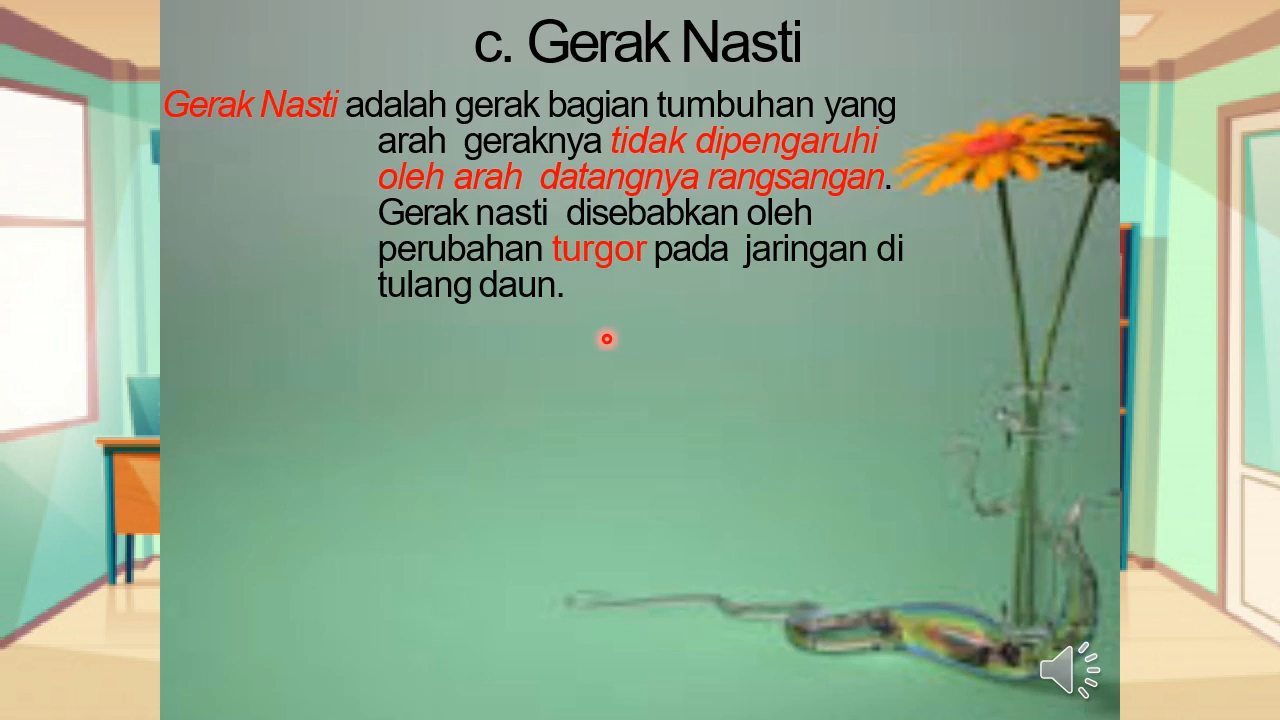 c. Gerak Nasti
Gerak Nasti adalah gerak bagian tumbuhan yang
arah geraknya tidak dipengaruhi
oleh arah datangnya rangsangan.
Gerak nasti disebabkan oleh
perubahan turgor pada jaringan di
tulang daun.